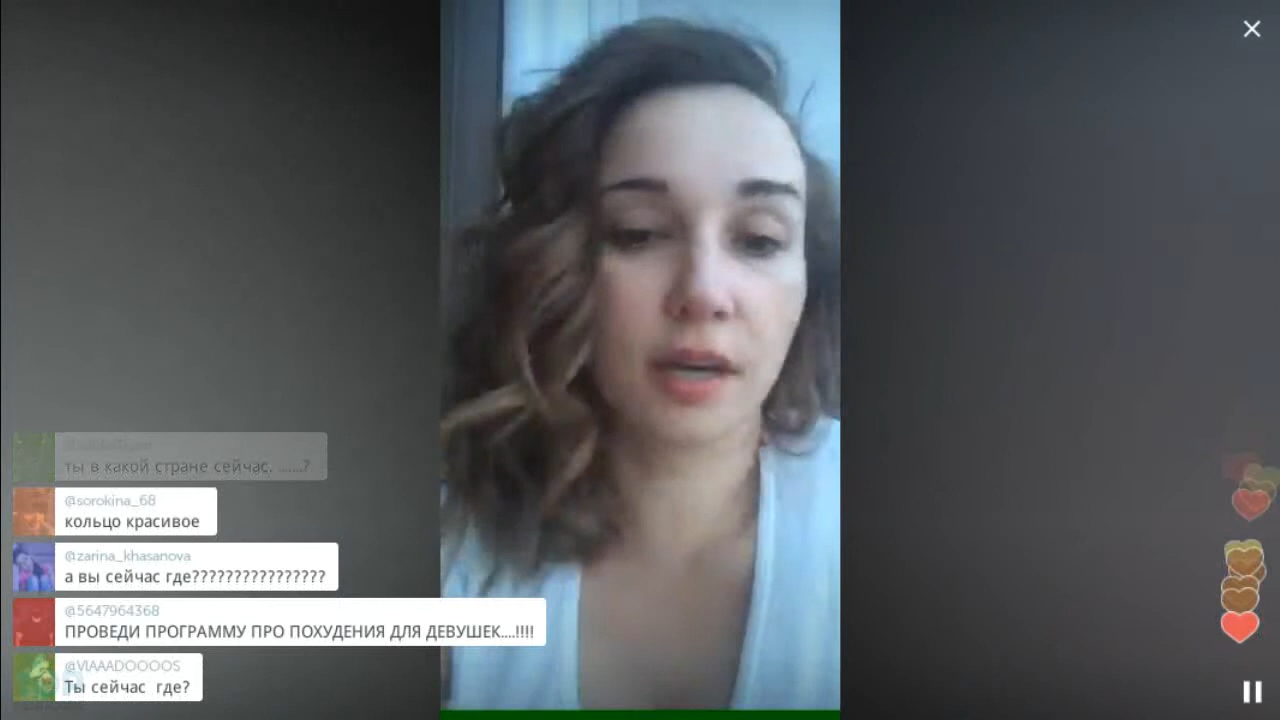 ты в какой стране сейчас. ......?
@sorokina_68
кольцо красивое
@zarina_khasanova
а вы сейчас где????????????????
@5647964368
ПРОВЕДИ ПРОГРАММУ ПРО ПОХУДЕНИЯ ДЛЯ ДЕВУШЕК....!!!!
@VIAAADOOOOS
Ты сейчас где?